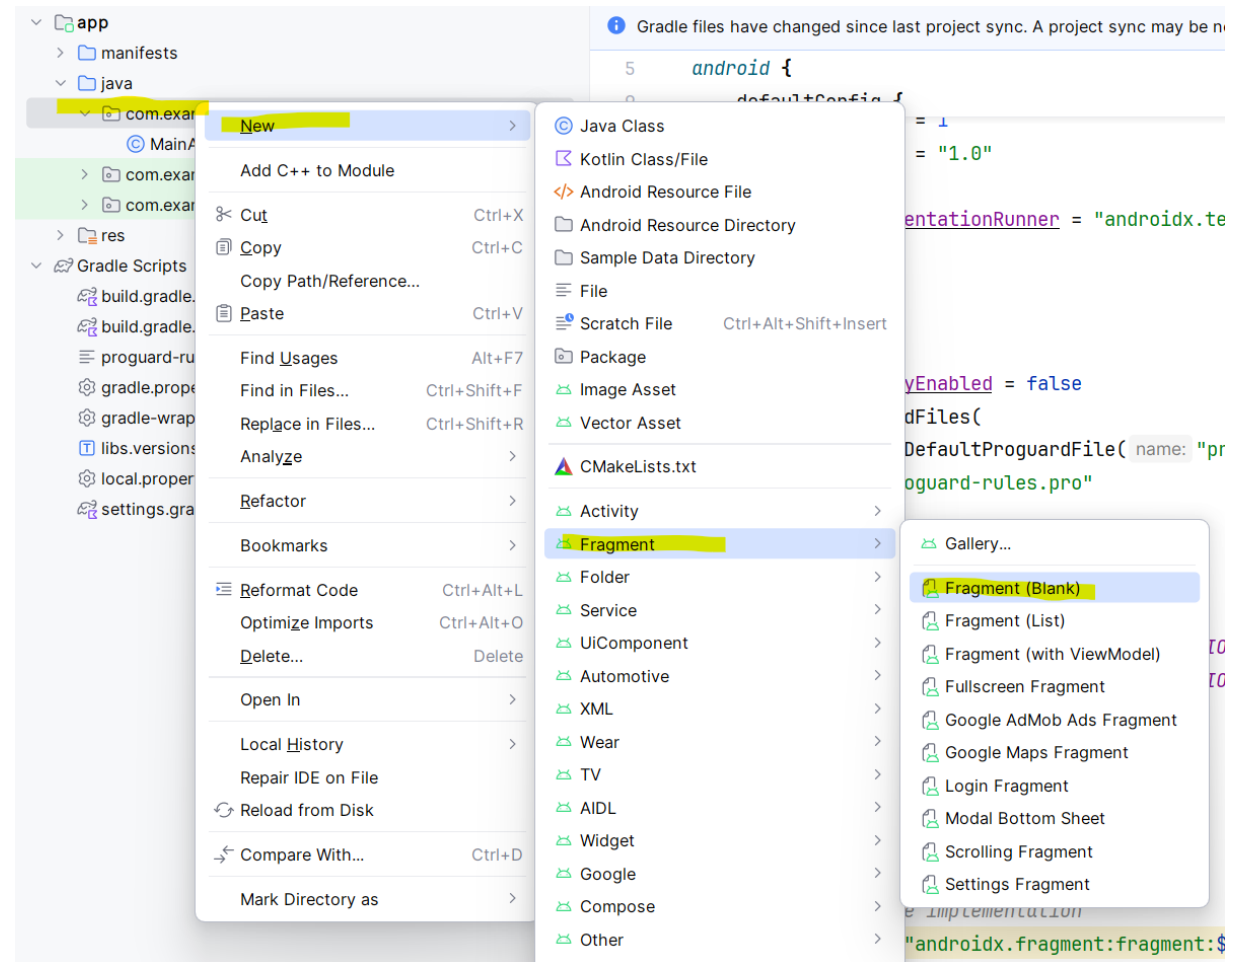 app
manifests
java
com.exar
MainA
com.exar
com.exar
res
Gradle Scripts
build.gradle.
build.gradle.
proguard-ru
gradle.prope
gradle-wrap
libs.versions
local.proper
settings.gra
New
Add C++ to Module
Cut Ctrl+X
Copy Ctrl+C
Copy Path/Reference...
Paste Ctrl+V
Find Usages Alt+F7
Find in Files... Ctrl+Shift+F
Replace in Files... Ctrl+Shift+R
Analyze
Refactor
Bookmarks
Reformat Code Ctrl+Alt+L
Optimize Imports Ctrl+Alt+O
Delete... Delete
Open In
Local History
Repair IDE on File
Reload from Disk
Compare With... Ctrl+D
Mark Directory as
Java Class
Kotlin Class/File
Android Resource File
Android Resource Directory
Sample Data Directory
File
Scratch File Ctrl+Alt+Shift+Insert
Package
Image Asset
Vector Asset
CMakeLists.txt
Activity
Fragment
Folder
Service
UiComponent
Automotive
XML
Wear
TV
AIDL
Widget
Google
Compose
Other
Gallery...
Fragment (Blank)
Fragment (List)
Fragment (with ViewModel)
Fullscreen Fragment
Google AdMob Ads Fragment
Google Maps Fragment
Login Fragment
Modal Bottom Sheet
Scrolling Fragment
Settings Fragment
Gradle files have changed since last project sync. A project sync may be ne
5 android {
defaultConfig {
= 1
= "1.0"
entationRunner = "androidx.te
yEnabled = false
dFiles(
DefaultProguardFile( name: "pr
oguard-rules.pro"
IO
IO
e implementation
"androidx.fragment:fragment:$